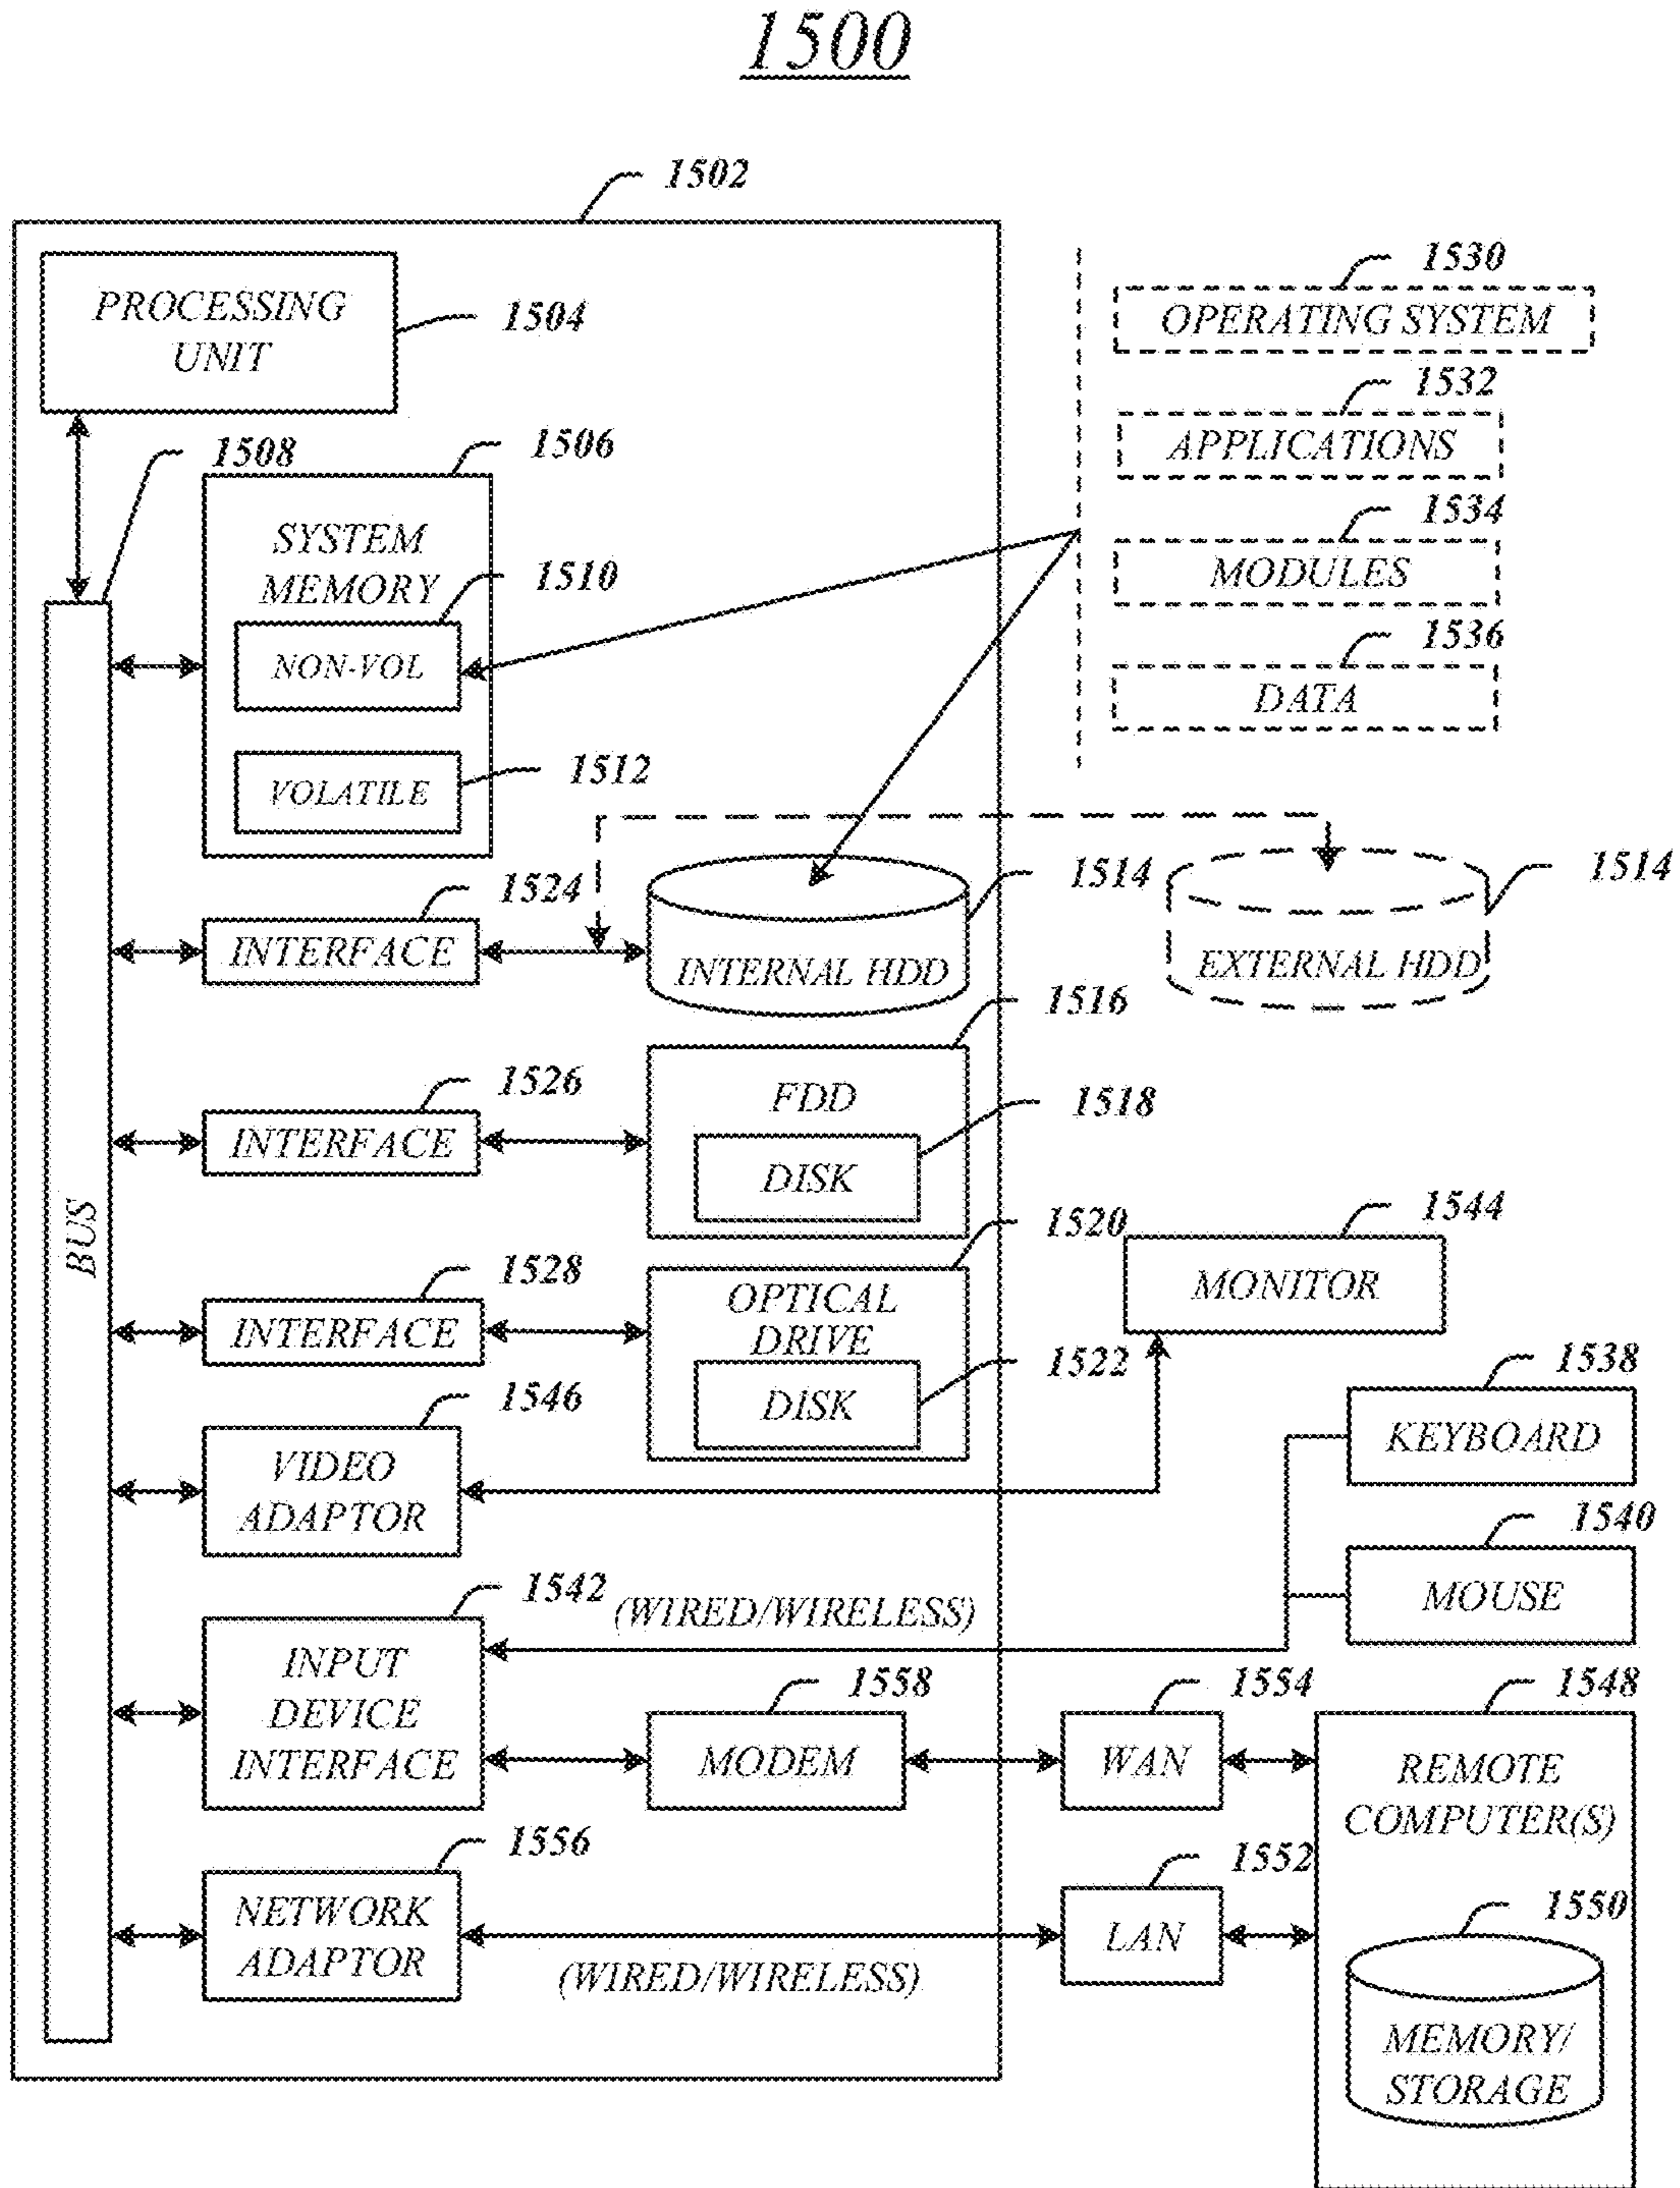 1500
1502
PROCESSING
UNIT
1504
1530
OPERATING SYSTEM
1532
APPLICATIONS
1534
MODULES
1536
DATA
1508
1506
SYSTEM
MEMORY
1510
NON-VOL
1512
VOLATILE
1524
INTERFACE
1514
INTERNAL HDD
1514
EXTERNAL HDD
1516
FDD
1526
INTERFACE
1518
DISK
BUS
1520
OPTICAL
DRIVE
1528
INTERFACE
1522
DISK
1544
MONITOR
1546
VIDEO
ADAPTOR
1538
KEYBOARD
1540
MOUSE
1542
(WIRED/WIRELESS)
INPUT
DEVICE
INTERFACE
1558
MODEM
1554
WAN
1548
REMOTE
COMPUTER(S)
1556
NETWORK
ADAPTOR
(WIRED/WIRELESS)
1552
LAN
1550
MEMORY/
STORAGE